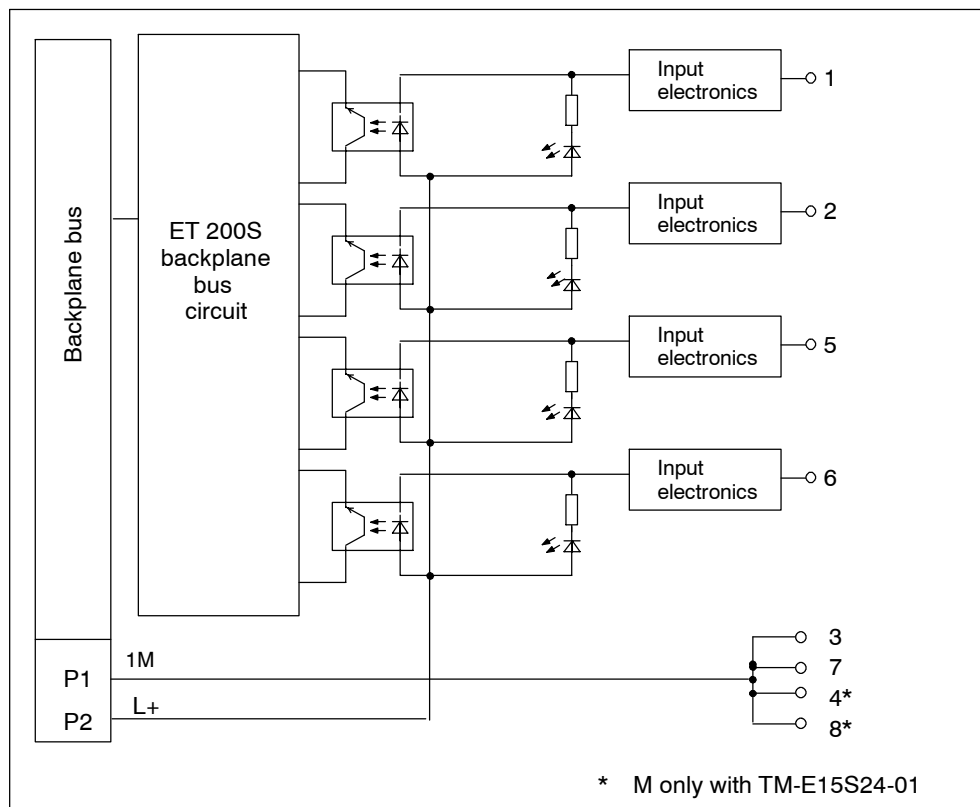 Backplane bus
ET 200S
backplane
bus
circuit
Input
electronics
1
Input
electronics
2
Input
electronics
5
Input
electronics
6
P1
1M
P2
L+
3
7
4*
8*
* M only with TM-E15S24-01